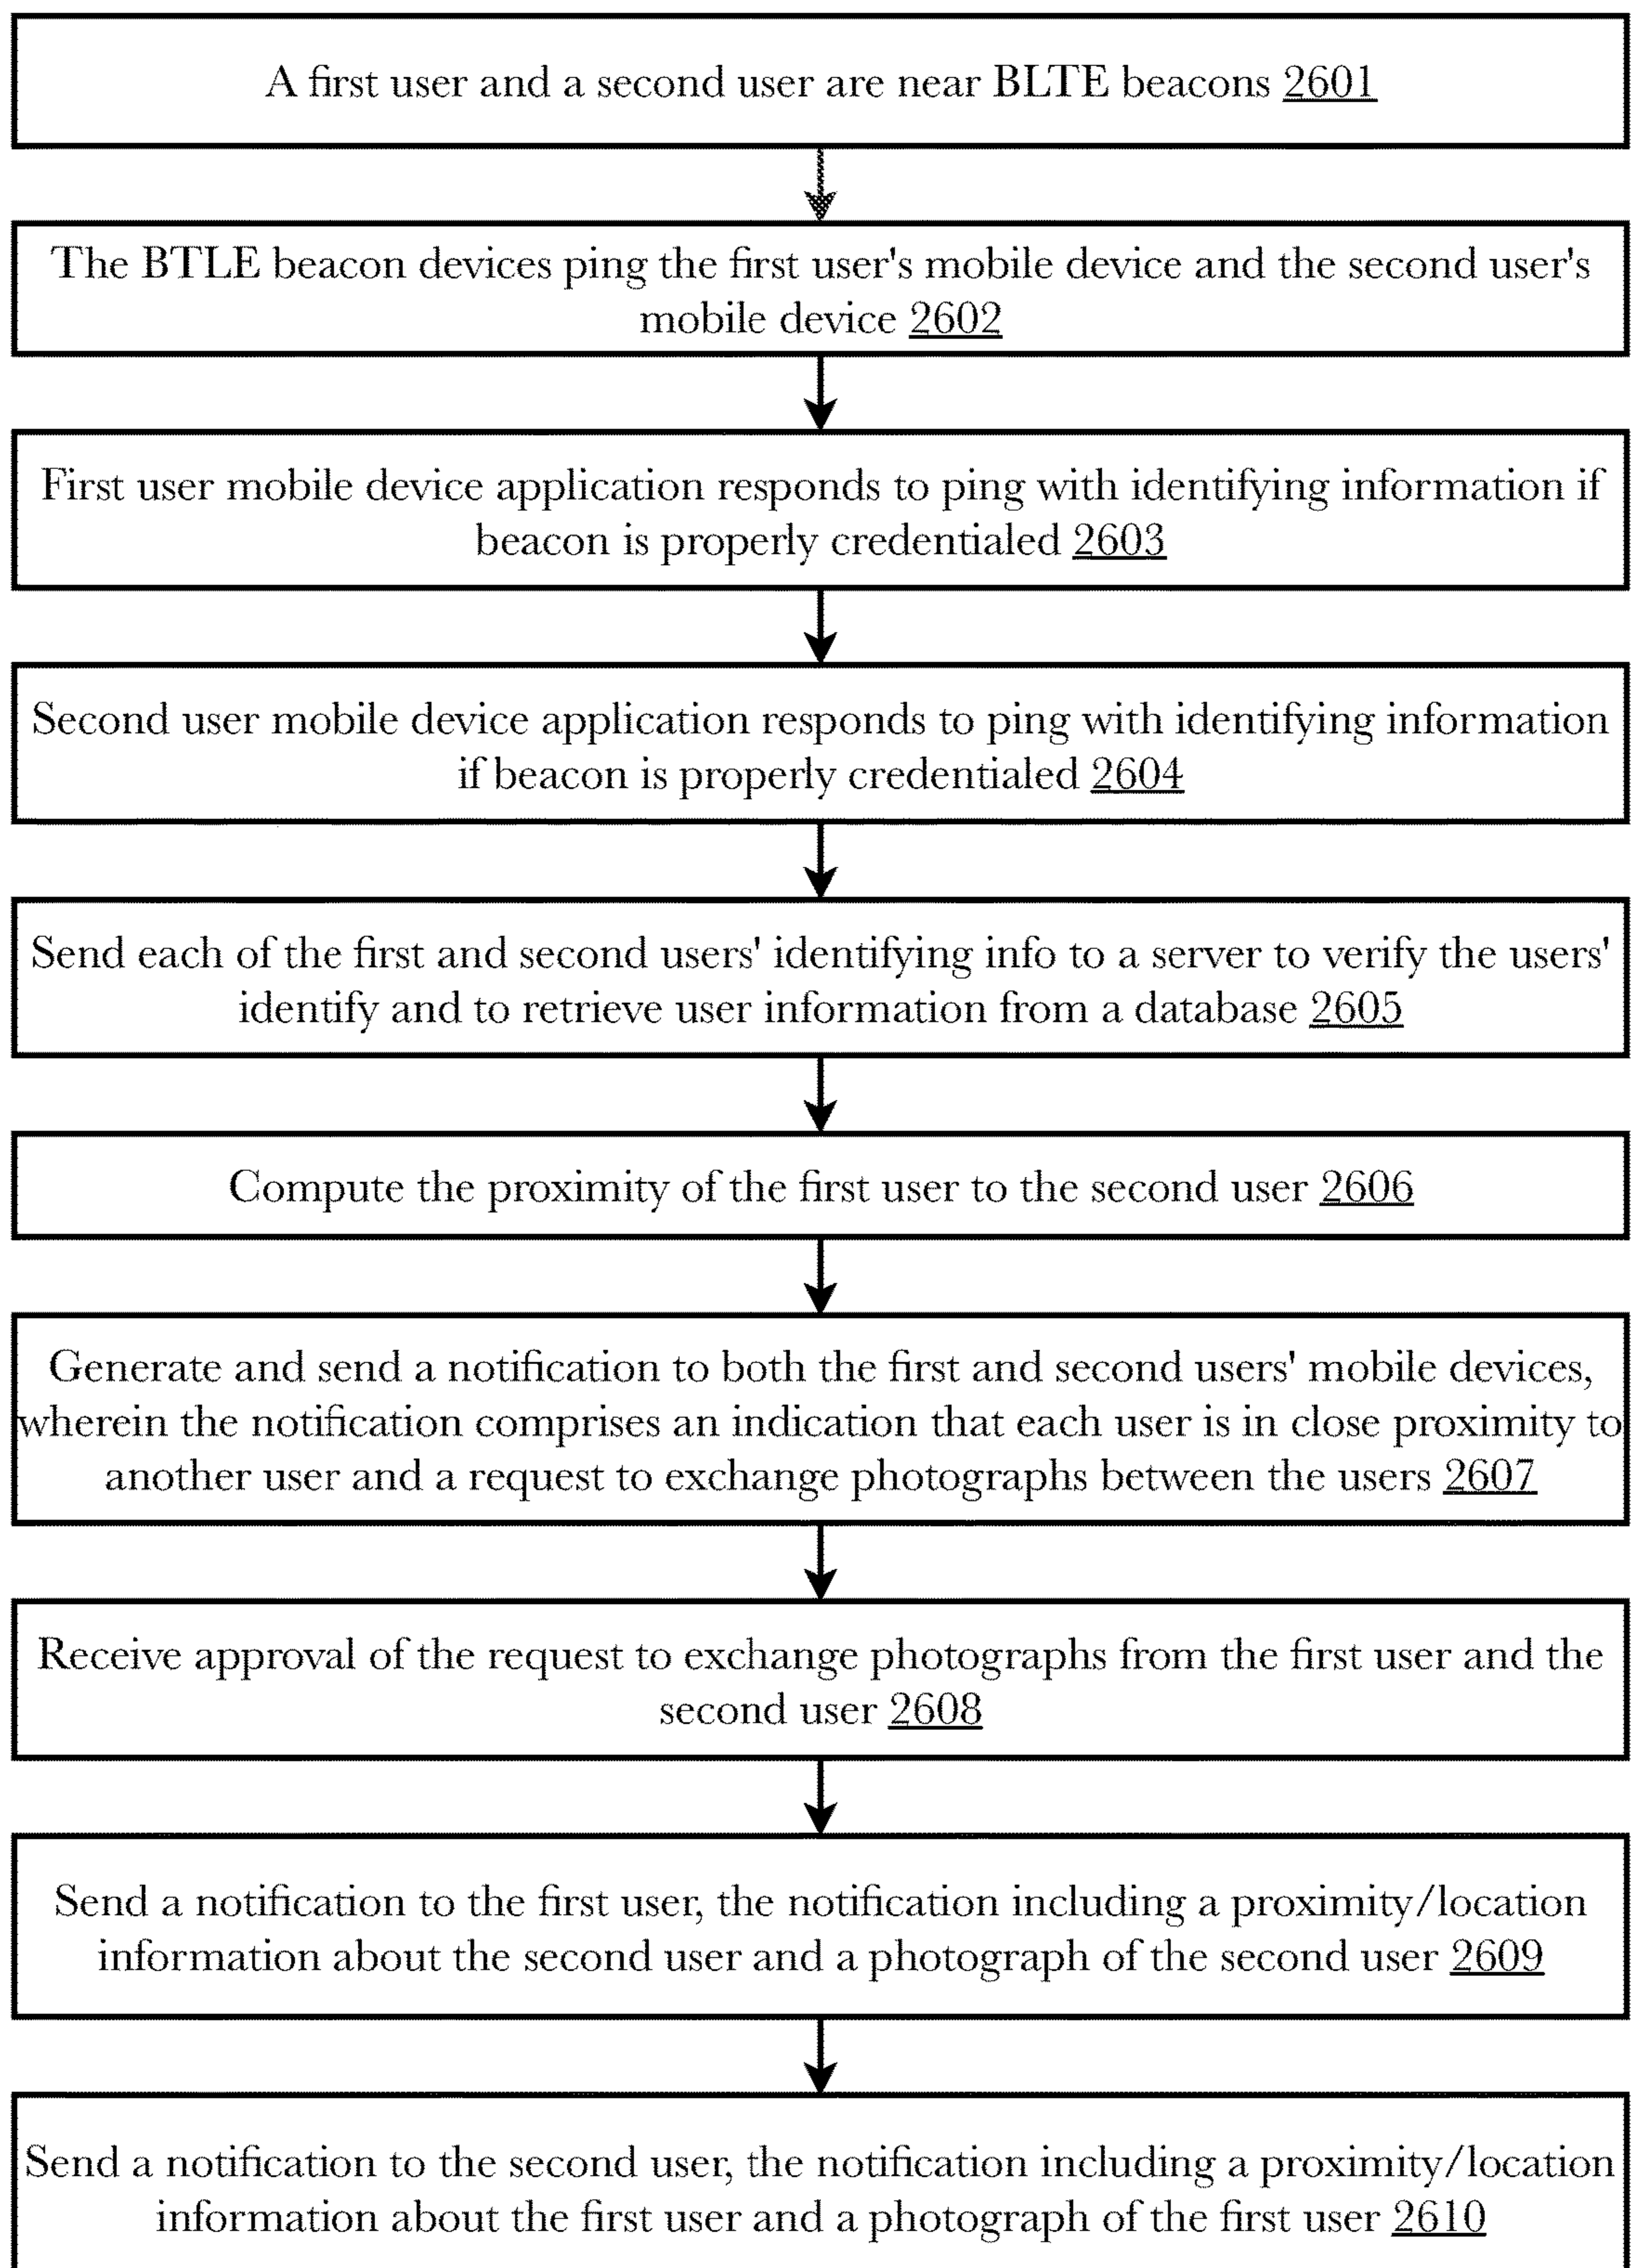 A first user and a second user are near BLTE beacons 2601
The BTLE beacon devices ping the first user's mobile device and the second user's
mobile device 2602
First user mobile device application responds to ping with identifying information if
beacon is properly credentialed 2603
Second user mobile device application responds to ping with identifying information
if beacon is properly credentialed 2604
Send each of the first and second users' identifying info to a server to verify the users'
identify and to retrieve user information from a database 2605
Compute the proximity of the first user to the second user 2606
Generate and send a notification to both the first and second users' mobile devices,
wherein the notification comprises an indication that each user is in close proximity to
another user and a request to exchange photographs between the users 2607
Receive approval of the request to exchange photographs from the first user and the
second user 2608
Send a notification to the first user, the notification including a proximity/location
information about the second user and a photograph of the second user 2609
Send a notification to the second user, the notification including a proximity/location
information about the first user and a photograph of the first user 2610